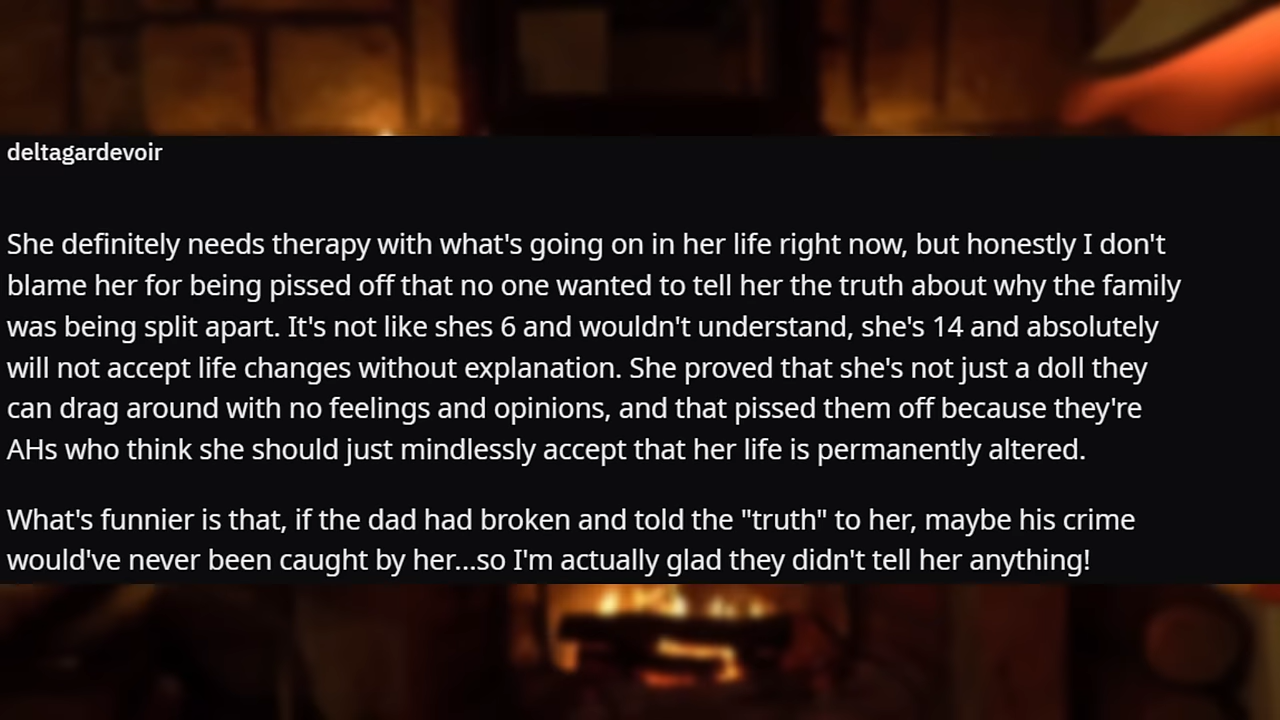 deltagardevoir
She definitely needs therapy with what's going on in her life right now, but honestly I don't
blame her for being pissed off that no one wanted to tell her the truth about why the family
was being split apart. It's not like shes 6 and wouldn't understand, she's 14 and absolutely
will not accept life changes without explanation. She proved that she's not just a doll they
can drag around with no feelings and opinions, and that pissed them off because they're
AHs who think she should just mindlessly accept that her life is permanently altered.
What's funnier is that, if the dad had broken and told the "truth" to her, maybe his crime
would've never been caught by her...so I'm actually glad they didn't tell her anything!